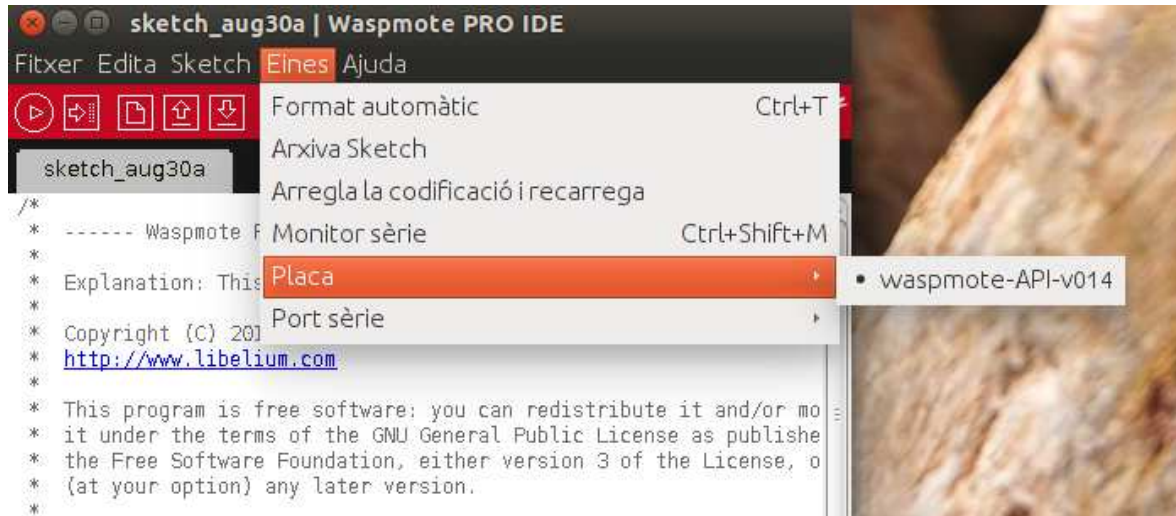 sketch_aug30a | Waspmote PRO IDE
Fitxer Edita Sketch Eines Ajuda
sketch_aug30a
Format automàtic Ctrl+T
Arxiva Sketch
Arregla la codificació i recarrega
Monitor sèrie Ctrl+Shift+M
Placa
• waspmote-API-v014
Port sèrie
/*
* ------ Waspmote
*
* Explanation: This
*
* Copyright (C)
* http://www.libelium.com
*
* This program is free software: you can redistribute it and/or mo
* it under the terms of the GNU General Public License as publishe
* the Free Software Foundation, either version 3 of the License, o
* (at your option) any later version.
*